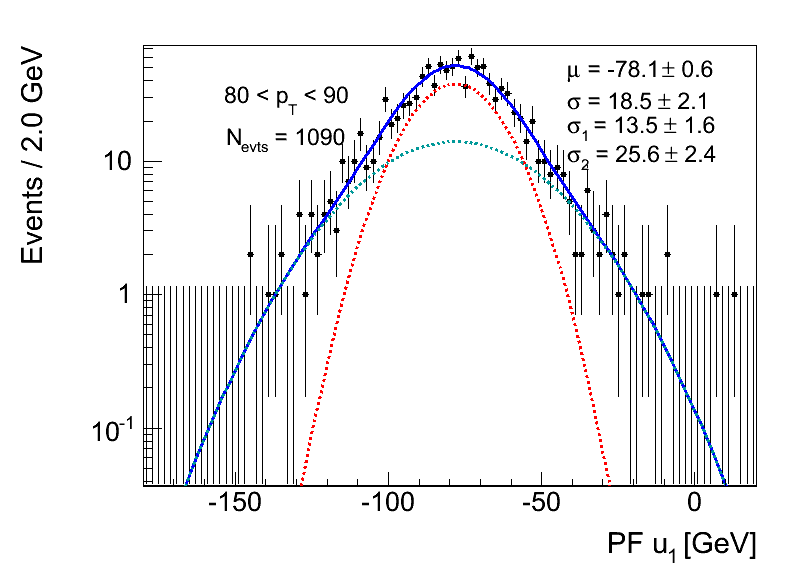 Events / 2.0 GeV
80 < p_T < 90
N_evts = 1090
μ = -78.1 ± 0.6
σ = 18.5 ± 2.1
σ_1 = 13.5 ± 1.6
σ_2 = 25.6 ± 2.4
10
1
10^-1
-150 -100 -50 0
PF u_1 [GeV]